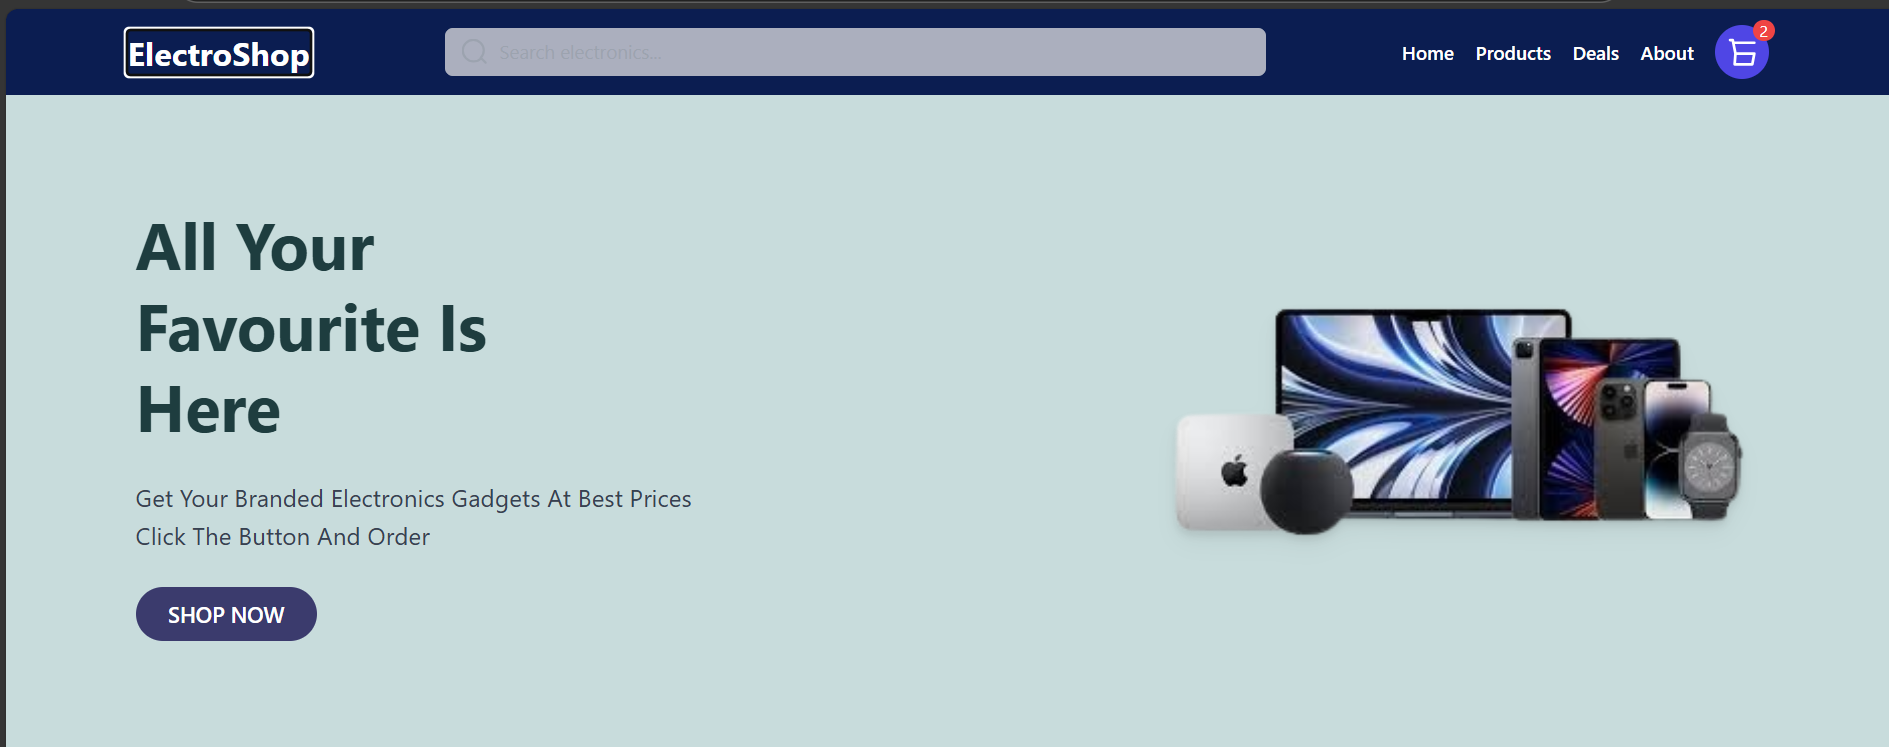 ElectroShop
Search electronics...
Home Products Deals About
2
All Your
Favourite Is
Here
Get Your Branded Electronics Gadgets At Best Prices
Click The Button And Order
SHOP NOW